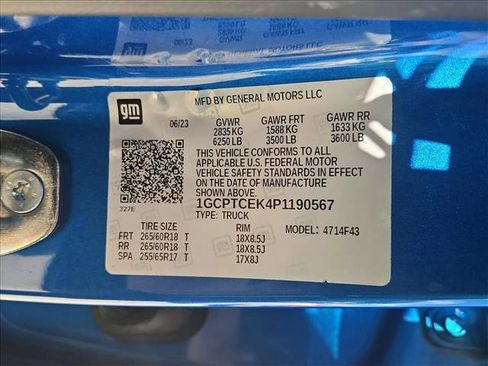 gm
MFD BY GENERAL MOTORS LLC
06/23 GVWR GAWR FRT GAWR RR
2835 KG 1588 KG 1633 KG
6250 LB 3500 LB 3600 LB
THIS VEHICLE CONFORMS TO ALL
APPLICABLE U.S. FEDERAL MOTOR
VEHICLE SAFETY STANDARDS IN EFFECT
ON THE DATE OF MANUFACTURE
SHOWN ABOVE.
327E
1GCPTCEK4P1190567
TYPE: TRUCK
TIRE SIZE RIM MODEL: 4714F43
FRT 265/60R18 T 18X8.5J
RR 265/60R18 T 18X8.5J
SPA 255/65R17 T 17X8J